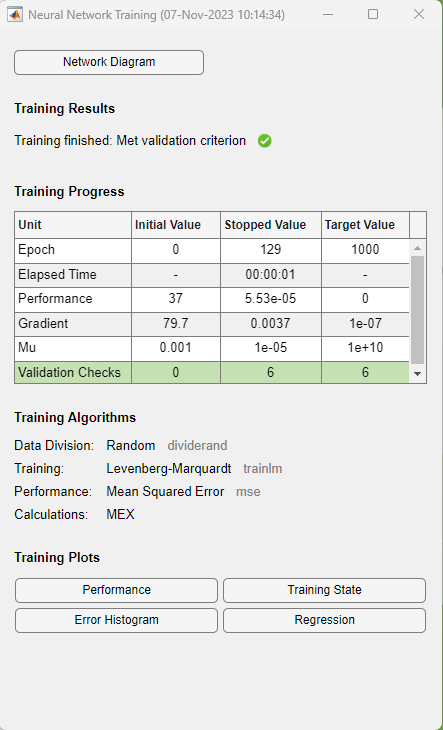 Neural Network Training (07-Nov-2023 10:14:34)
Network Diagram
Training Results
Training finished: Met validation criterion
Training Progress
Unit Initial Value Stopped Value Target Value
Epoch 0 129 1000
Elapsed Time - 00:00:01 -
Performance 37 5.53e-05 0
Gradient 79.7 0.0037 1e-07
Mu 0.001 1e-05 1e+10
Validation Checks 0 6 6
Training Algorithms
Data Division: Random dividerand
Training: Levenberg-Marquardt trainlm
Performance: Mean Squared Error mse
Calculations: MEX
Training Plots
Performance Training State
Error Histogram Regression